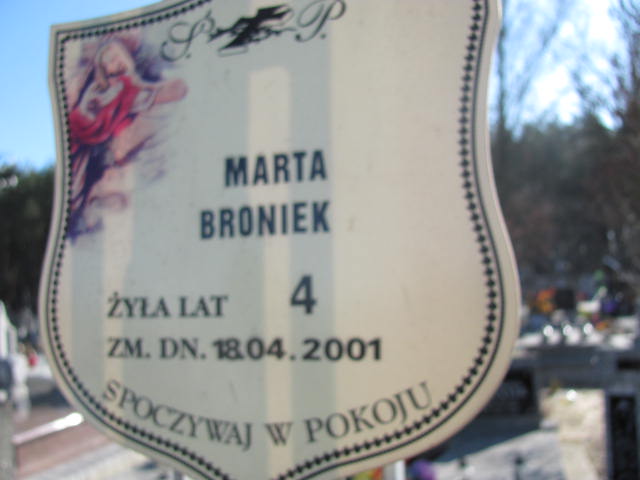 Ś. P.
MARTA
BRONIEK
ŻYŁA LAT 4
ZM. DN. 18.04.2001
SPOCZYWAJ W POKOJU